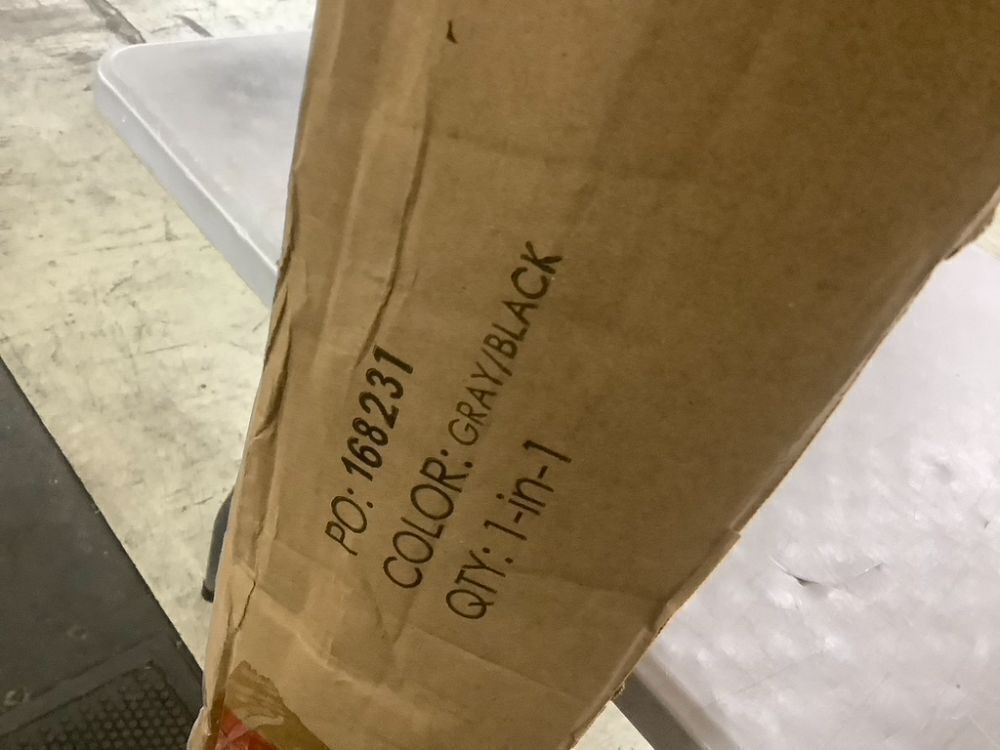 PO: 168231
COLOR: GRAY/BLACK
QTY: 1-in-1